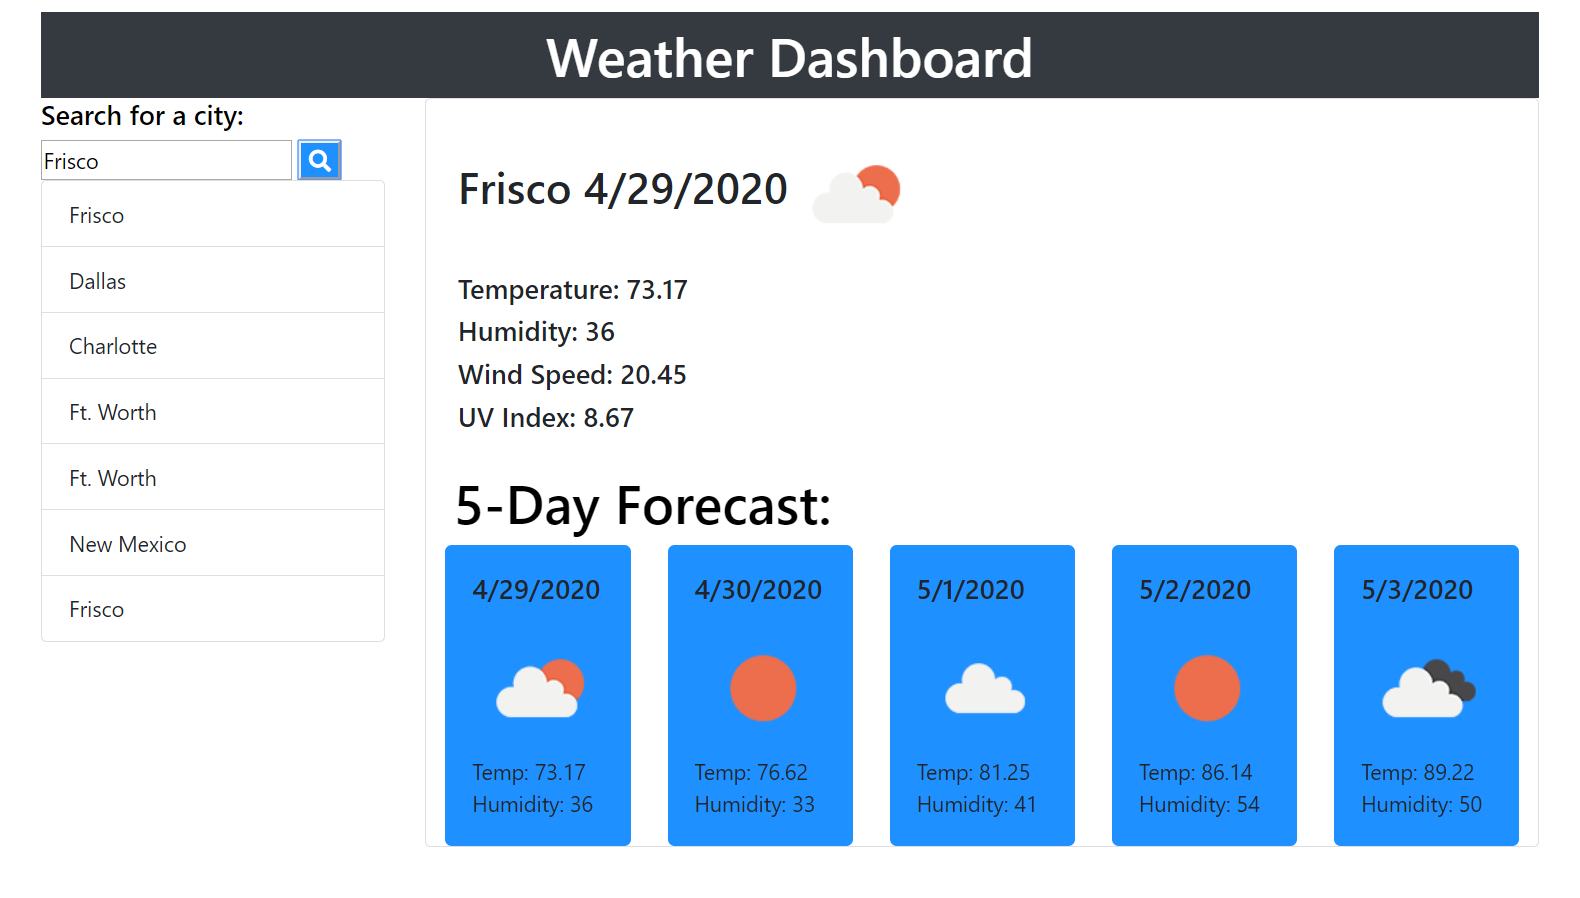 Weather Dashboard
Search for a city:
Frisco
Frisco
Dallas
Charlotte
Ft. Worth
Ft. Worth
New Mexico
Frisco
Frisco 4/29/2020
Temperature: 73.17
Humidity: 36
Wind Speed: 20.45
UV Index: 8.67
5-Day Forecast:
4/29/2020
Temp: 73.17
Humidity: 36
4/30/2020
Temp: 76.62
Humidity: 33
5/1/2020
Temp: 81.25
Humidity: 41
5/2/2020
Temp: 86.14
Humidity: 54
5/3/2020
Temp: 89.22
Humidity: 50